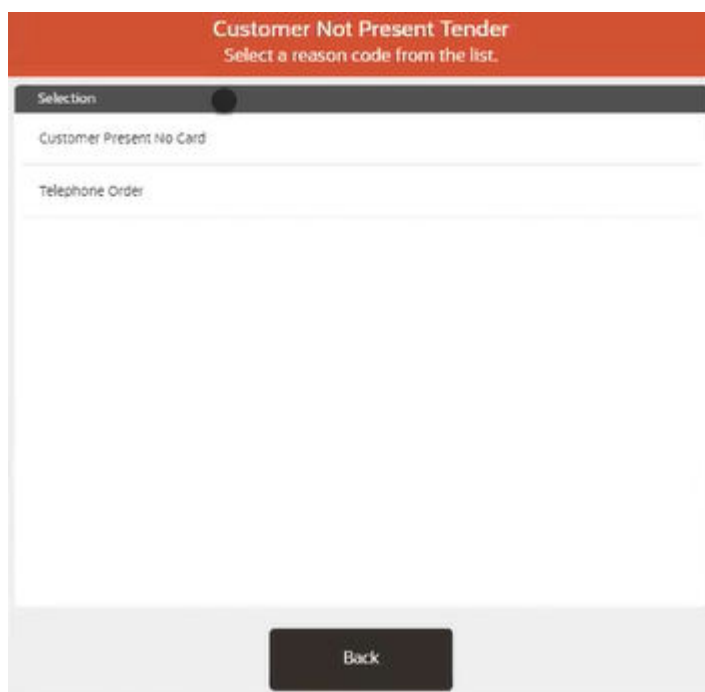 Customer Not Present Tender
Select a reason code from the list.
Selection
Customer Present No Card
Telephone Order
Back